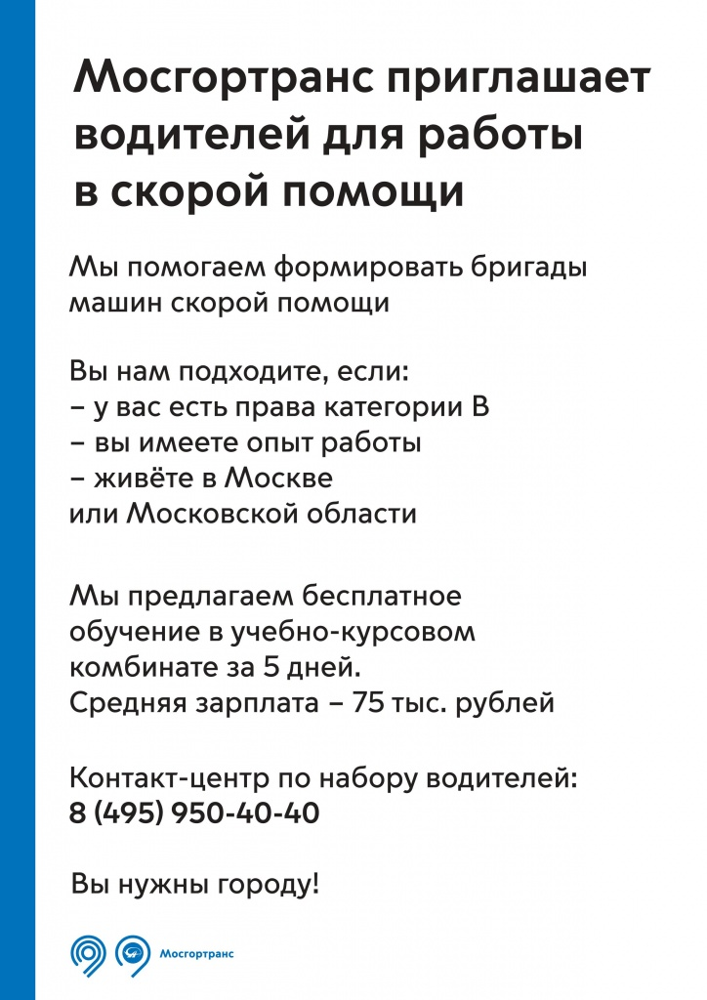 Мосгортранс приглашает
водителей для работы
в скорой помощи
Мы помогаем формировать бригады
машин скорой помощи
Вы нам подходите, если:
– у вас есть права категории В
– вы имеете опыт работы
– живёте в Москве
или Московской области
Мы предлагаем бесплатное
обучение в учебно-курсовом
комбинате за 5 дней.
Средняя зарплата – 75 тыс. рублей
Контакт-центр по набору водителей:
8 (495) 950-40-40
Вы нужны городу!
Мосгортранс